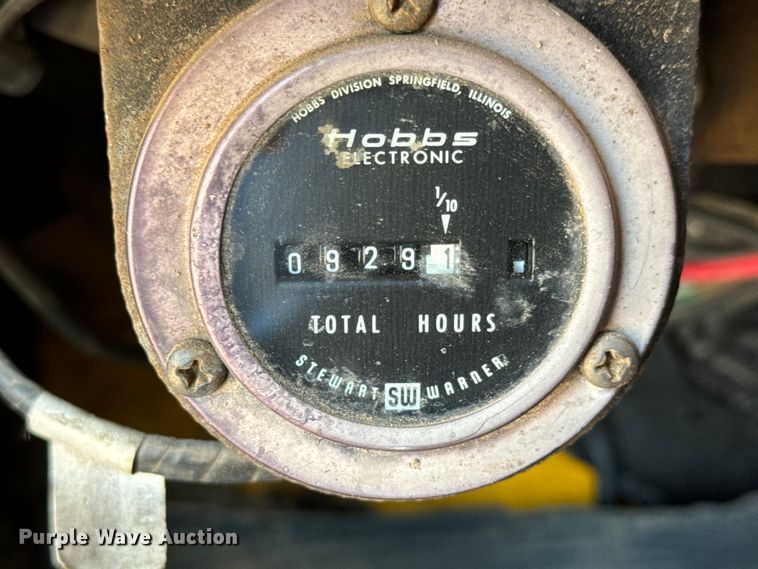 HOBBS DIVISION SPRINGFIELD, ILLINOIS
Hobbs
ELECTRONIC
1/10
0 9 2 9 1
TOTAL HOURS
STEWART SW WARNER
Purple Wave Auction